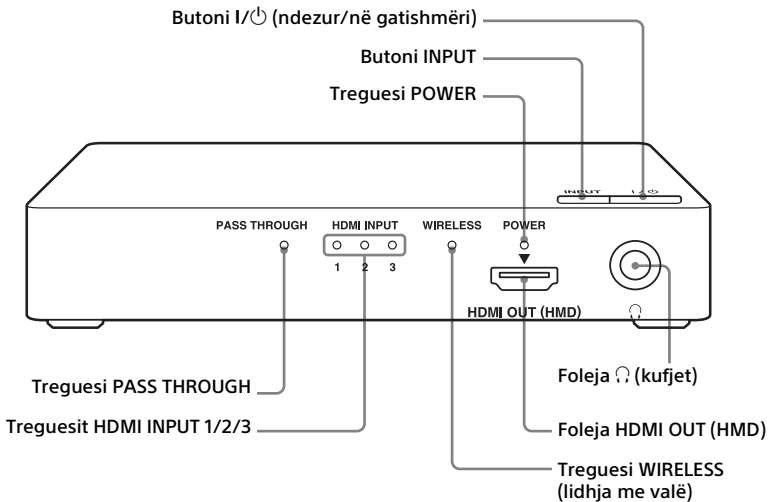 Butoni I/⏻ (ndezur/në gatishmëri)
Butoni INPUT
Treguesi POWER
INPUT
I / ⏻
PASS THROUGH
HDMI INPUT
WIRELESS
POWER
1 2 3
HDMI OUT (HMD)
Treguesi PASS THROUGH
Foleja 🎧 (kufjet)
Treguesit HDMI INPUT 1/2/3
Foleja HDMI OUT (HMD)
Treguesi WIRELESS
(lidhja me valë)